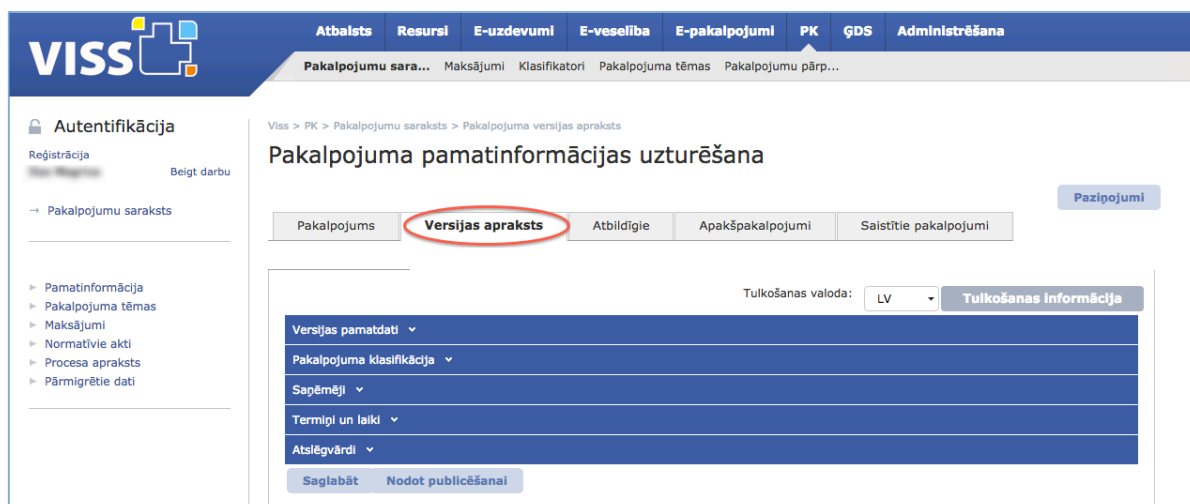 VISS
Atbalsts Resursi E-uzdevumi E-veselība E-pakalpojumi PK ĢDS Administrēšana
Pakalpojumu sara... Maksājumi Klasifikatori Pakalpojuma tēmas Pakalpojumu pārp...
Autentifikācija
Reģistrācija
Beigt darbu
→ Pakalpojumu saraksts
Pamatinformācija
Pakalpojuma tēmas
Maksājumi
Normatīvie akti
Procesa apraksts
Pārmigrētie dati
Viss > PK > Pakalpojumu saraksts > Pakalpojuma versijas apraksts
Pakalpojuma pamatinformācijas uzturēšana
Paziņojumi
Pakalpojums Versijas apraksts Atbildīgie Apakšpakalpojumi Saistītie pakalpojumi
Tulkošanas valoda: LV Tulkošanas informācija
Versijas pamatdati
Pakalpojuma klasifikācija
Saņēmēji
Termiņi un laiki
Atslēgvārdi
Saglabāt Nodot publicēšanai